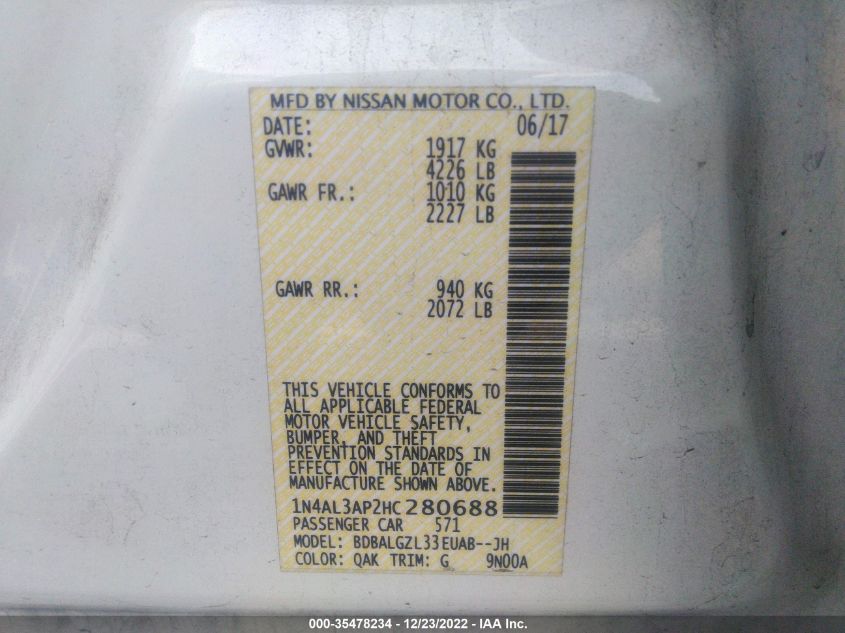 MFD BY NISSAN MOTOR CO., LTD.
DATE: 06/17
GVWR: 1917 KG
4226 LB
GAWR FR.: 1010 KG
2227 LB
GAWR RR.: 940 KG
2072 LB
THIS VEHICLE CONFORMS TO
ALL APPLICABLE FEDERAL
MOTOR VEHICLE SAFETY,
BUMPER, AND THEFT
PREVENTION STANDARDS IN
EFFECT ON THE DATE OF
MANUFACTURE SHOWN ABOVE.
1N4AL3AP2HC280688
PASSENGER CAR 571
MODEL: BDBALGZL33EUAB--JH
COLOR: QAK TRIM: G 9N00A
000-35478234 - 12/23/2022 - IAA Inc.